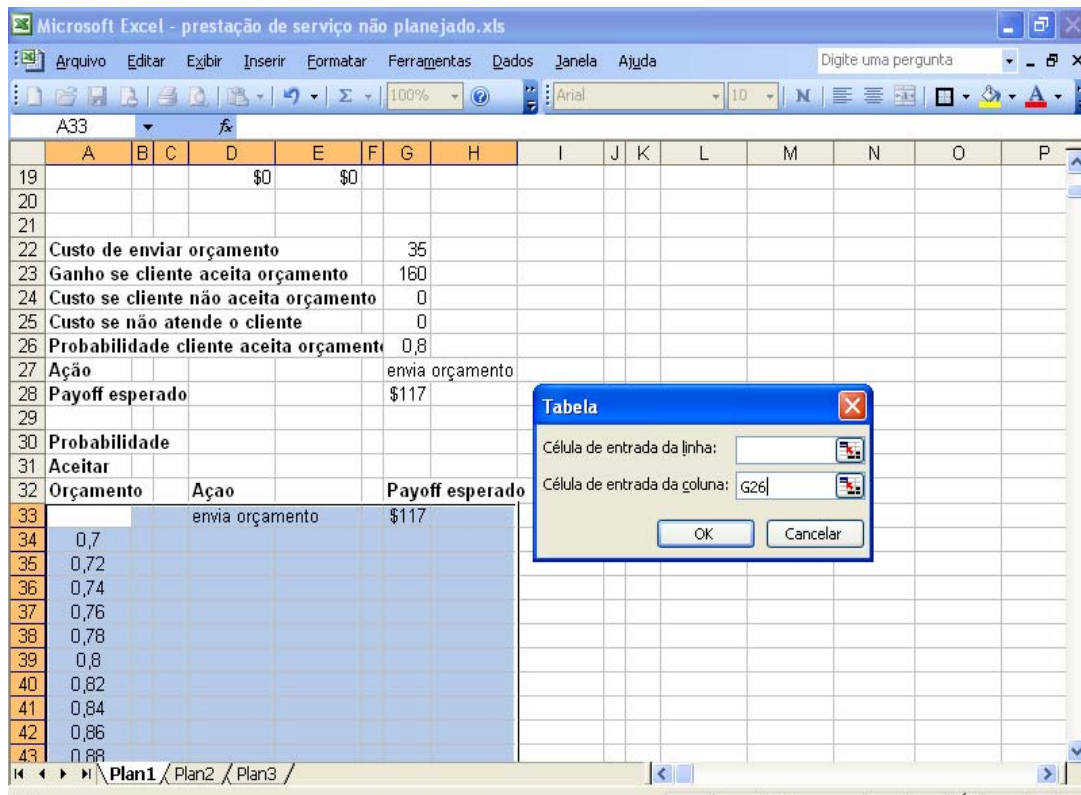 Microsoft Excel - prestação de serviço não planejado.xls
Arquivo Editar Exibir Inserir Formatar Ferramentas Dados Janela Ajuda Digite uma pergunta
100% Arial 10 N A
A33 fx
A B C D E F G H I J K L M N O P
19 $0 $0
20
21
22 Custo de enviar orçamento 35
23 Ganho se cliente aceita orçamento 160
24 Custo se cliente não aceita orçamento 0
25 Custo se não atende o cliente 0
26 Probabilidade cliente aceita orçament 0,8
27 Ação envia orçamento
28 Payoff esperado $117
29
30 Probabilidade
31 Aceitar
32 Orçamento Açao Payoff esperado
33 envia orçamento $117
34 0,7
35 0,72
36 0,74
37 0,76
38 0,78
39 0,8
40 0,82
41 0,84
42 0,86
43 0,88
Tabela
Célula de entrada da linha:
Célula de entrada da coluna: G26
OK Cancelar
Plan1 Plan2 Plan3